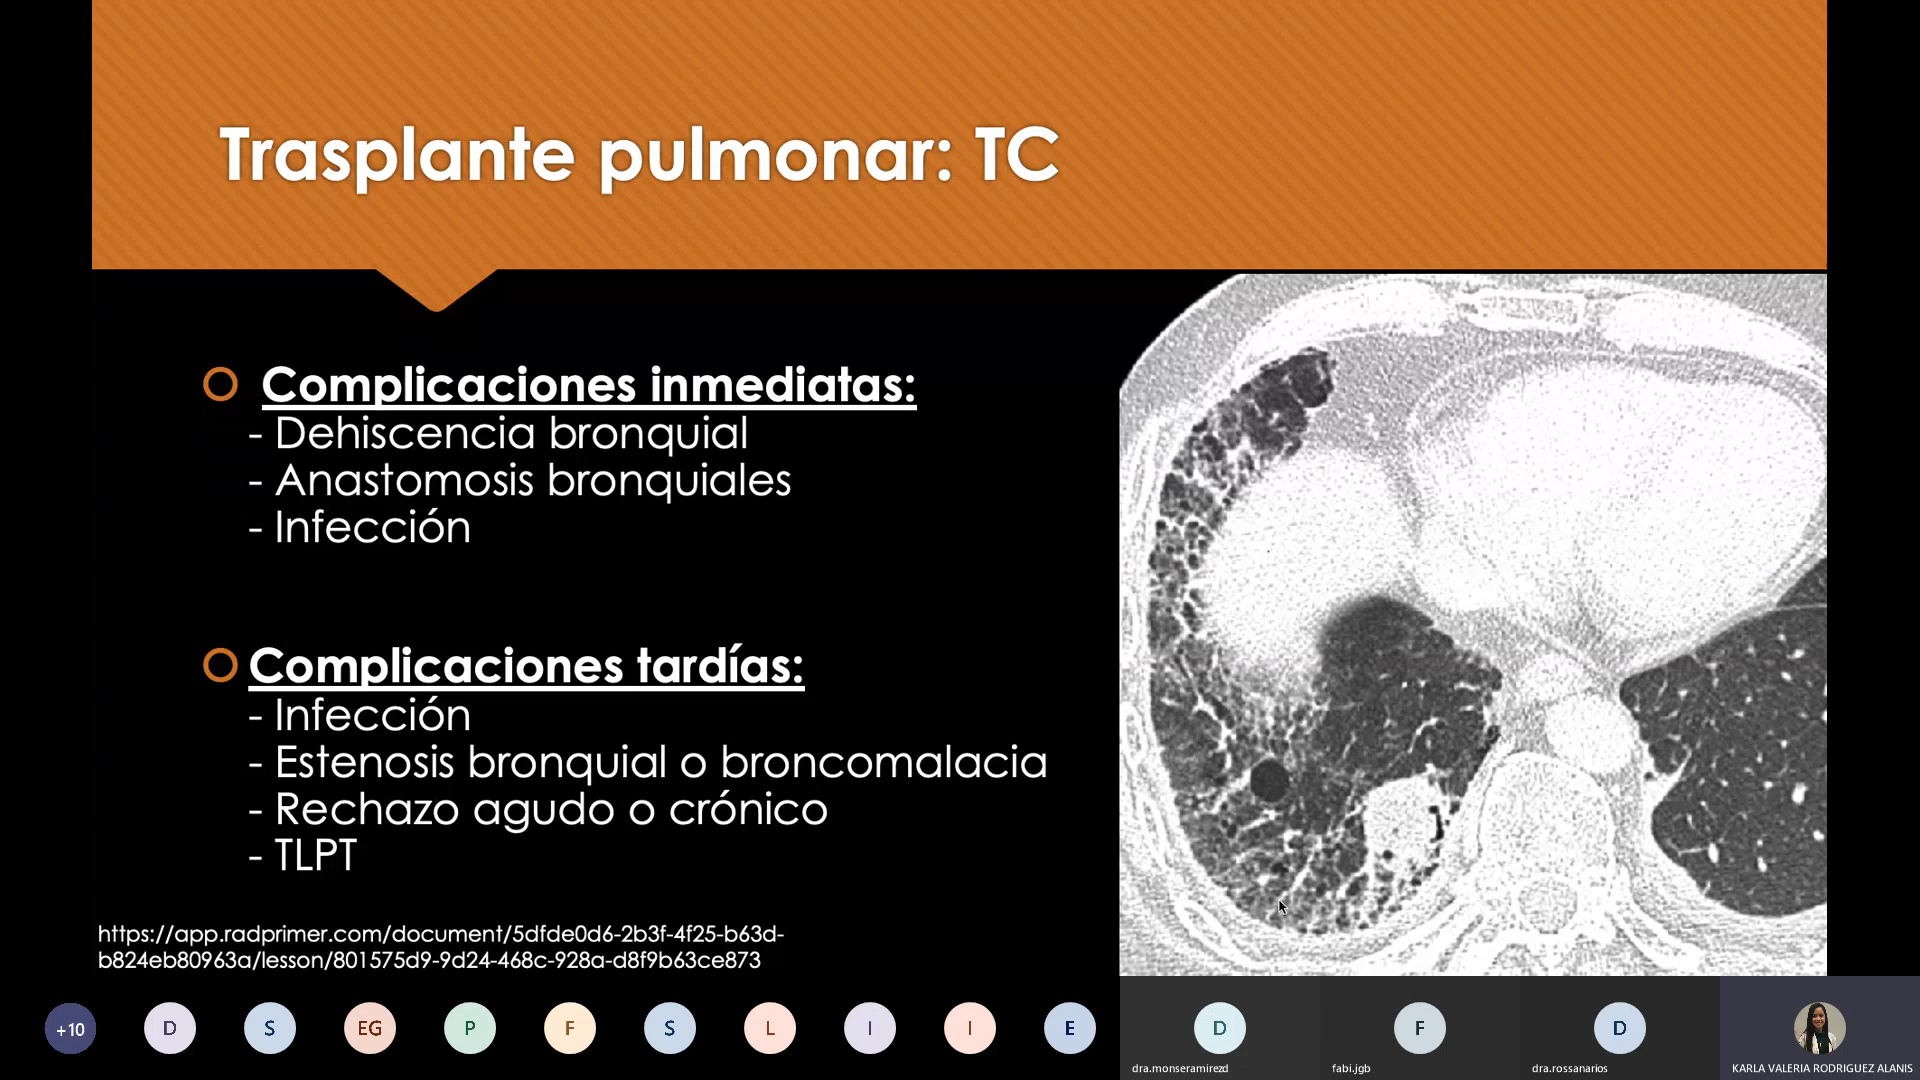 Trasplante pulmonar: TC
Complicaciones inmediatas:
- Dehiscencia bronquial
- Anastomosis bronquiales
- Infección
Complicaciones tardías:
- Infección
- Estenosis bronquial o broncomalacia
- Rechazo agudo o crónico
- TLPT
https://app.radprimer.com/document/5dfde0d6-2b3f-4f25-b63d-
b824eb80963a/lesson/801575d9-9d24-468c-928a-d8f9b63ce873
+10 D S EG P F S L I I E D F D
dra.monseramirezd fabi.jgb dra.rossanarios KARLA VALERIA RODRIGUEZ ALANIS